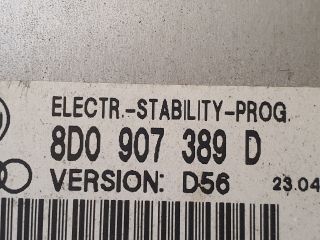 ELECTR.-STABILITY-PROG.
8D0 907 389 D
VERSION: D56 23.04